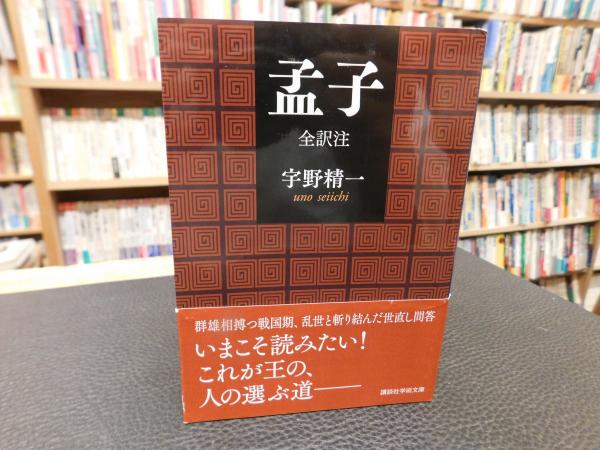 孟子
全訳注
宇野精一
uno seiichi
群雄相搏つ戦国期、乱世と斬り結んだ世直し問答
いまこそ読みたい!
これが王の、
人の選ぶ道――
講談社学術文庫